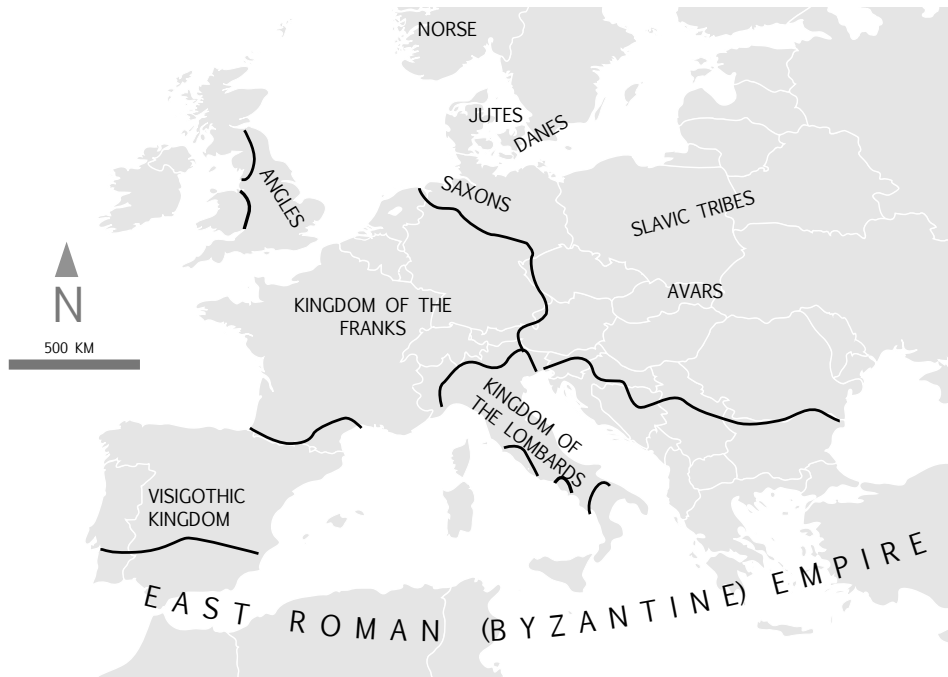 NORSE
JUTES
DANES
ANGLES
SAXONS
SLAVIC TRIBES
N
AVARS
KINGDOM OF THE
FRANKS
500 KM
KINGDOM OF
THE LOMBARDS
VISIGOTHIC
KINGDOM
EAST ROMAN (BYZANTINE) EMPIRE